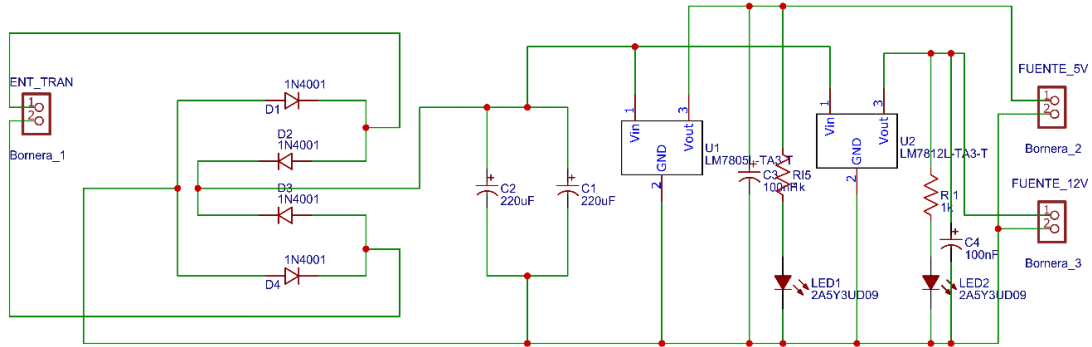 ENT_TRAN
1
2
Bornera_1
1N4001
D1
D2
1N4001
D3
1N4001
1N4001
D4
C2
220uF
C1
220uF
1
3
Vin
Vout
GND
2
U1
LM7805L-TA3-T
C3
100nF
RI5
1k
LED1
2A5Y3UD09
1
3
Vin
Vout
GND
2
U2
LM7812L-TA3-T
RI1
1k
C4
100nF
LED2
2A5Y3UD09
FUENTE_5V
1
2
Bornera_2
FUENTE_12V
1
2
Bornera_3